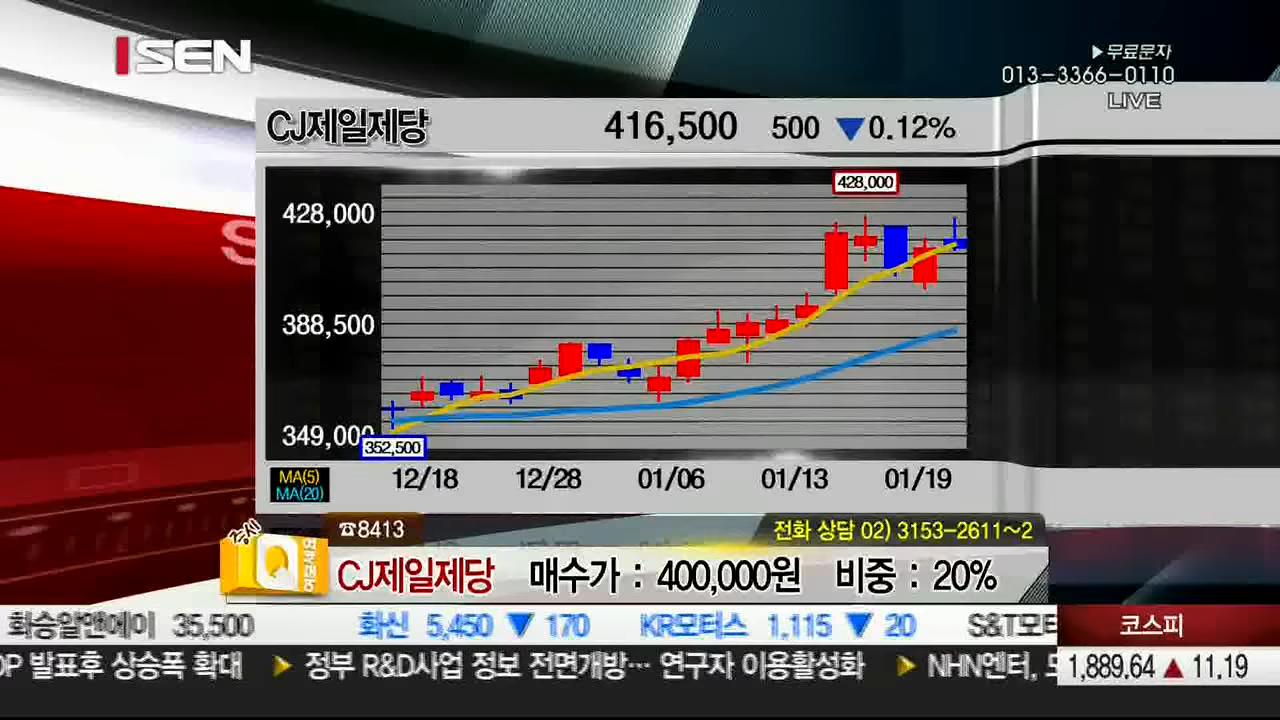 SEN
▶무료문자
013-3366-0110
LIVE
CJ제일제당 416,500 500 ▼0.12%
428,000
428,000
388,500
349,000
352,500
MA(5)
MA(20)
12/18 12/28 01/06 01/13 01/19
S
증시
Q
☎8413
전화 상담 02) 3153-2611~2
CJ제일제당 매수가 : 400,000원 비중 : 20%
화승알앤에이 35,500 화신 5,450 ▼ 170 KR모터스 1,115 ▼ 20 S&T모
코스피
OP 발표후 상승폭 확대 ▶ 정부 R&D사업 정보 전면개방… 연구자 이용활성화 ▶ NHN엔터,
1,889.64 ▲ 11.19